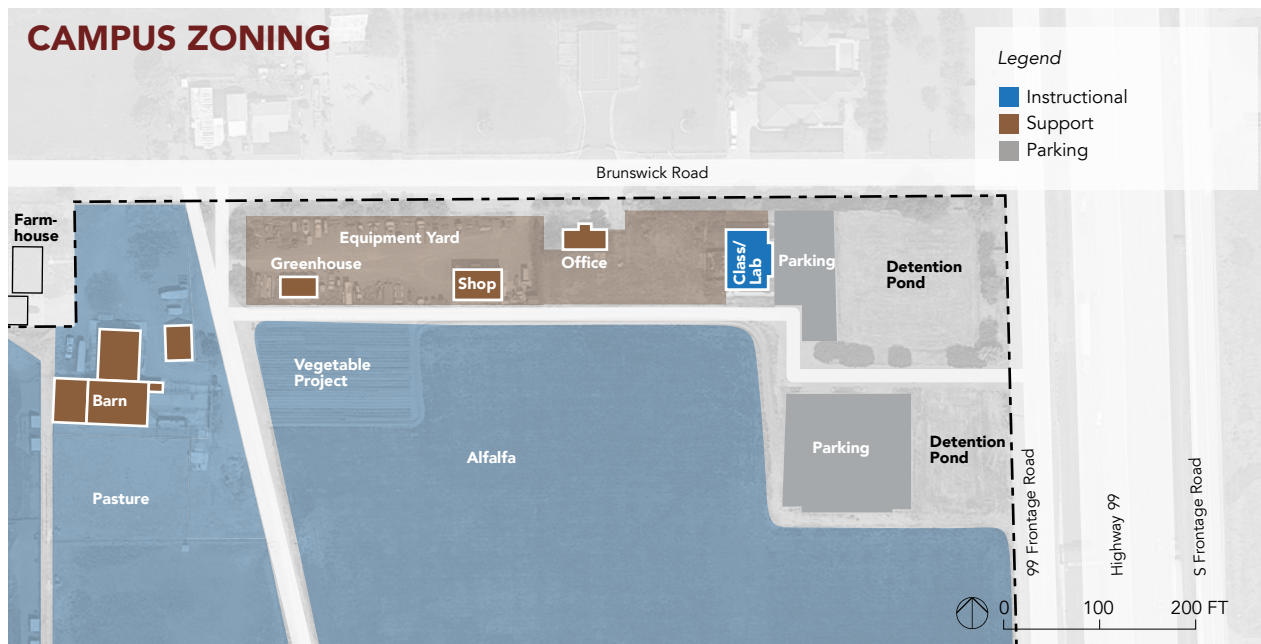 CAMPUS ZONING
Legend
Instructional
Support
Parking
Brunswick Road
Farm-
house
Equipment Yard
Greenhouse
Shop
Office
Class/
Lab
Parking
Detention
Pond
Vegetable
Project
Barn
Alfalfa
Parking
Detention
Pond
Pasture
99 Frontage Road
Highway 99
S Frontage Road
0 100 200 FT